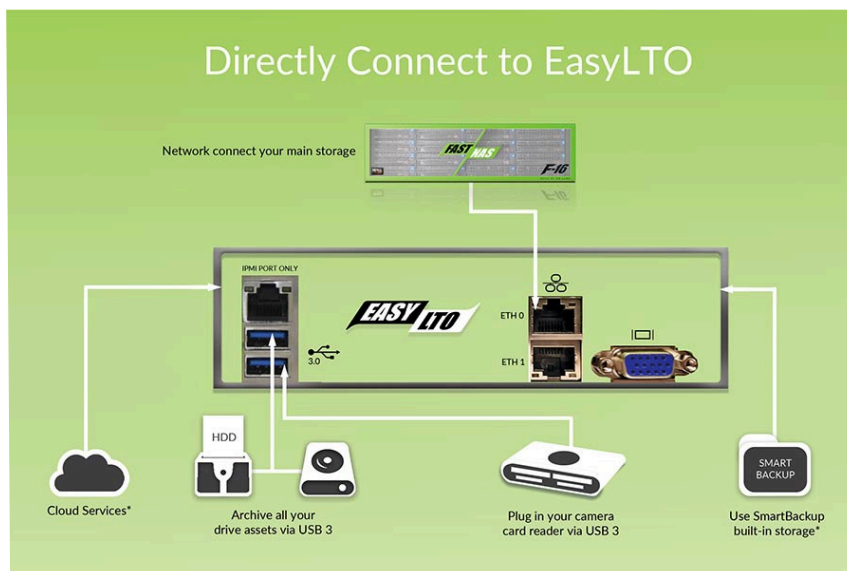 Directly Connect to EasyLTO
Network connect your main storage
FAST NAS
F-16
IPMI PORT ONLY
EASY LTO
ETH 0
3.0
ETH 1
HDD
SMART
BACKUP
Cloud Services*
Archive all your
drive assets via USB 3
Plug in your camera
card reader via USB 3
Use SmartBackup
built-in storage*